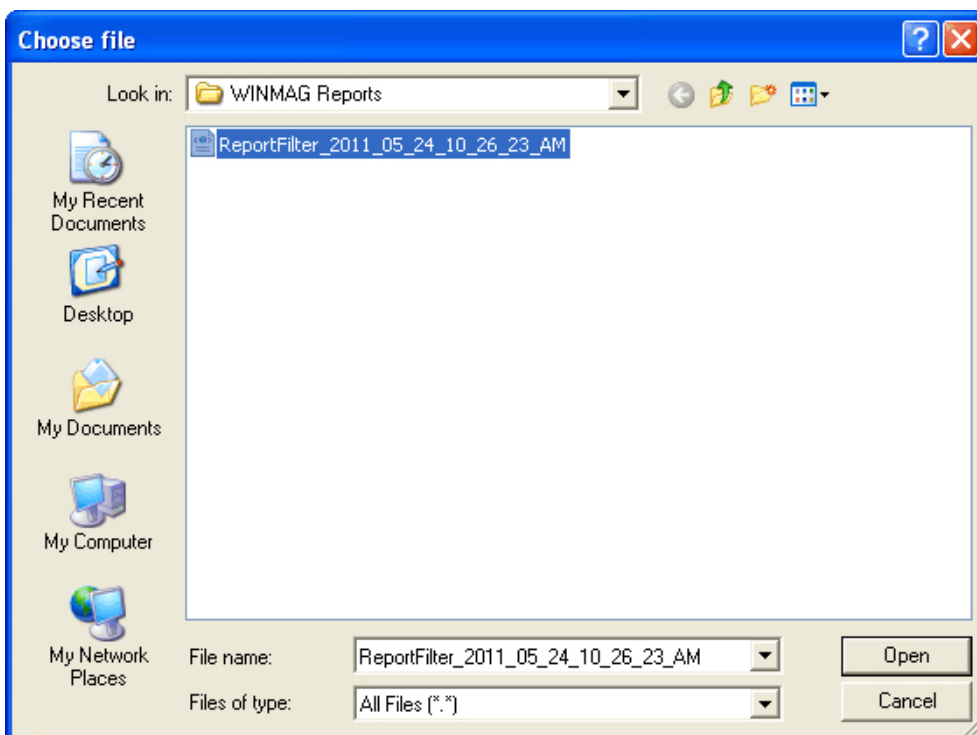 Choose file
Look in:
WINMAG Reports
ReportFilter_2011_05_24_10_26_23_AM
My Recent
Documents
Desktop
My Documents
My Computer
My Network
Places
File name:
ReportFilter_2011_05_24_10_26_23_AM
Open
Files of type:
All Files (*.*)
Cancel